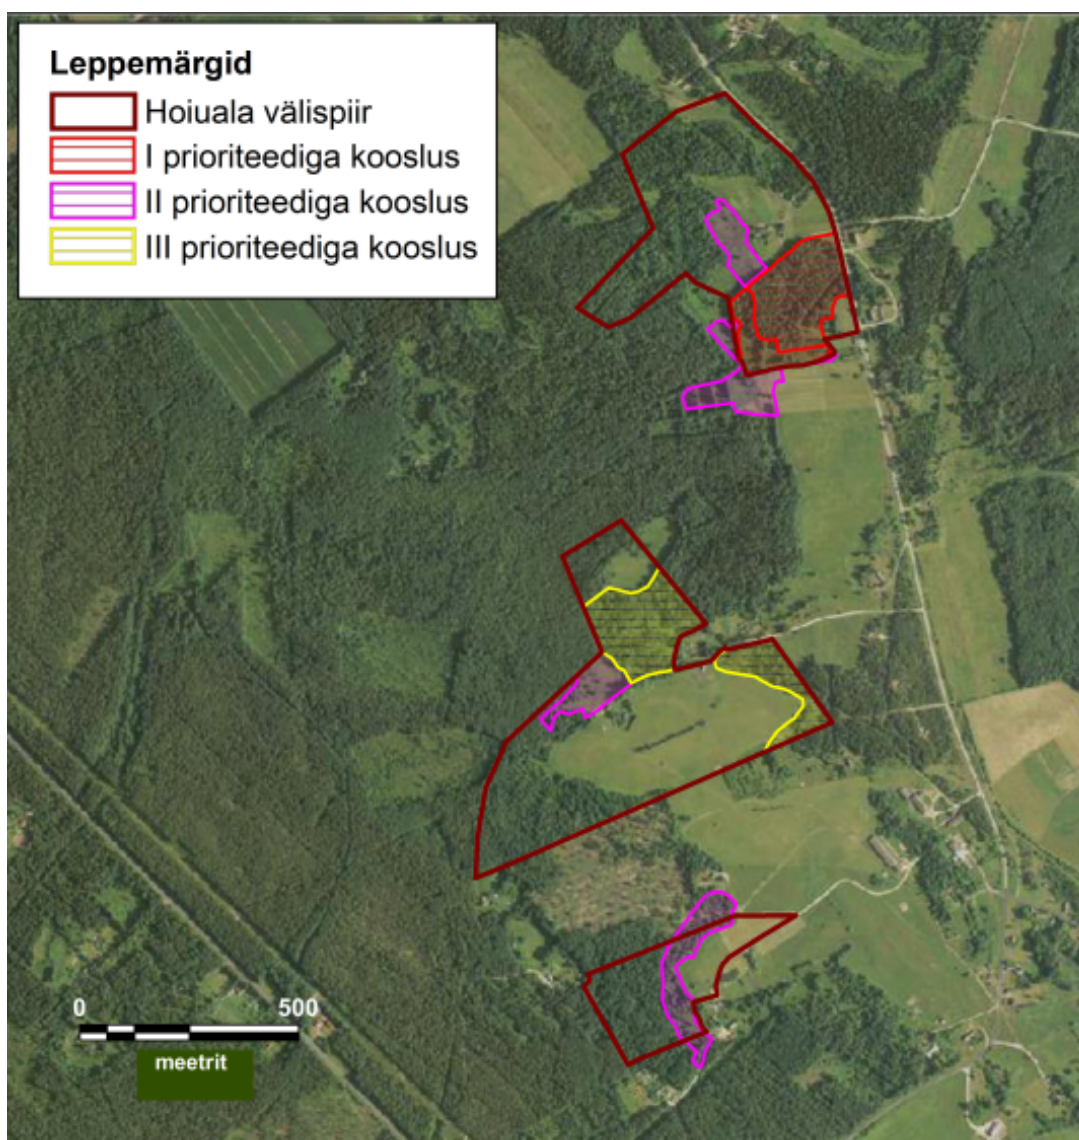 Leppemärgid
Hoiuala välispiir
I prioriteediga kooslus
II prioriteediga kooslus
III prioriteediga kooslus
0 500
meetrit